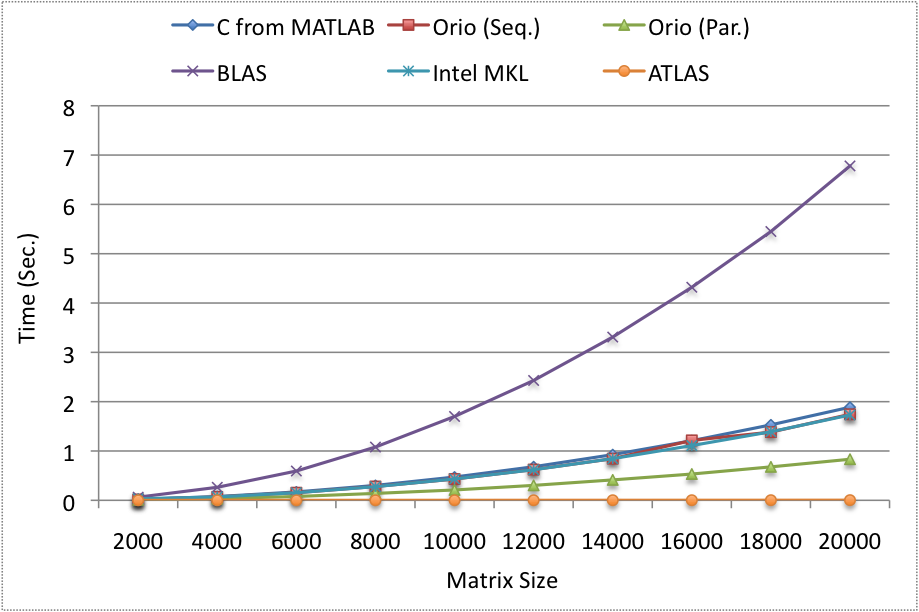 C from MATLAB Orio (Seq.) Orio (Par.)
BLAS Intel MKL ATLAS
8
7
6
5
4
3
2
1
0
Time (Sec.)
2000 4000 6000 8000 10000 12000 14000 16000 18000 20000
Matrix Size